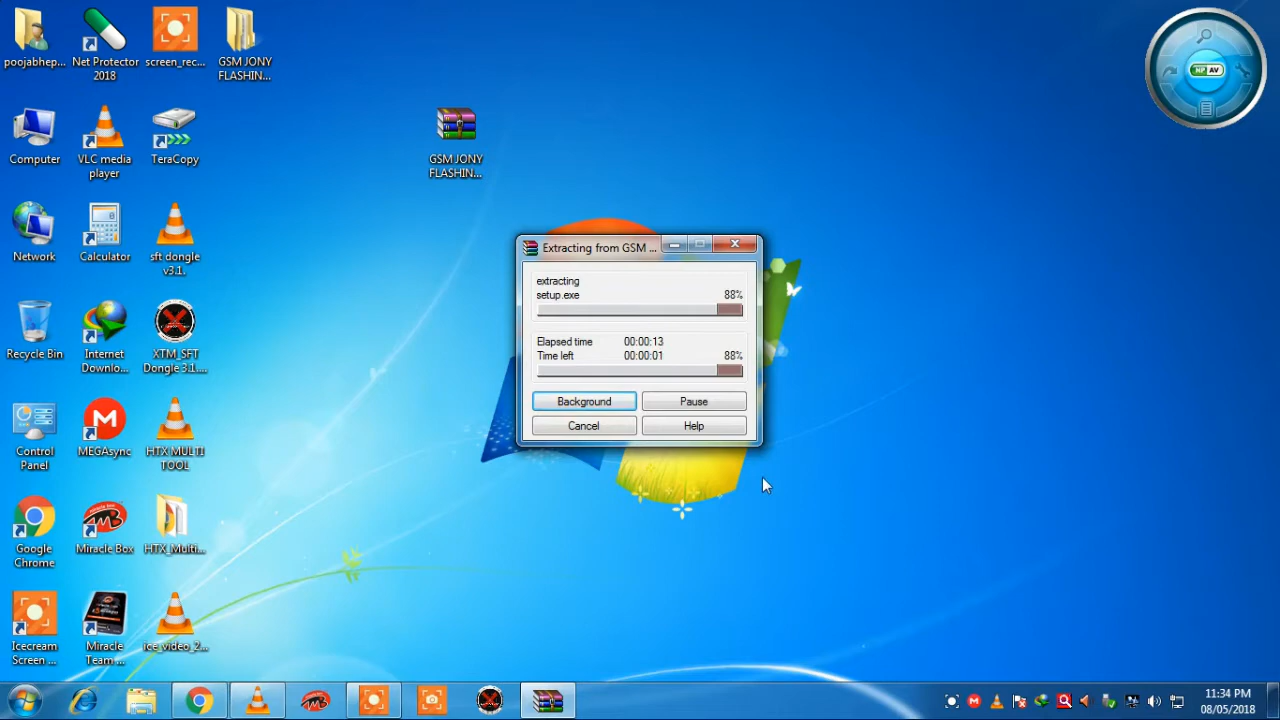 poojabhep...
Net Protector
2018
screen_rec...
GSM JONY
FLASHIN...
Computer
VLC media
player
TeraCopy
GSM JONY
FLASHIN...
Network
Calculator
sft dongle
v3.1.
Recycle Bin
Internet
Downlo...
XTM_SFT
Dongle 3.1....
Control
Panel
MEGAsync
HTX MULTI
TOOL
Google
Chrome
Miracle Box
HTX_Multi...
Icecream
Screen ...
Miracle
Team ...
ice_video_2...
NP AV
Extracting from GSM ...
extracting
setup.exe 88%
Elapsed time 00:00:13
Time left 00:00:01 88%
Background Pause
Cancel Help
11:34 PM
08/05/2018